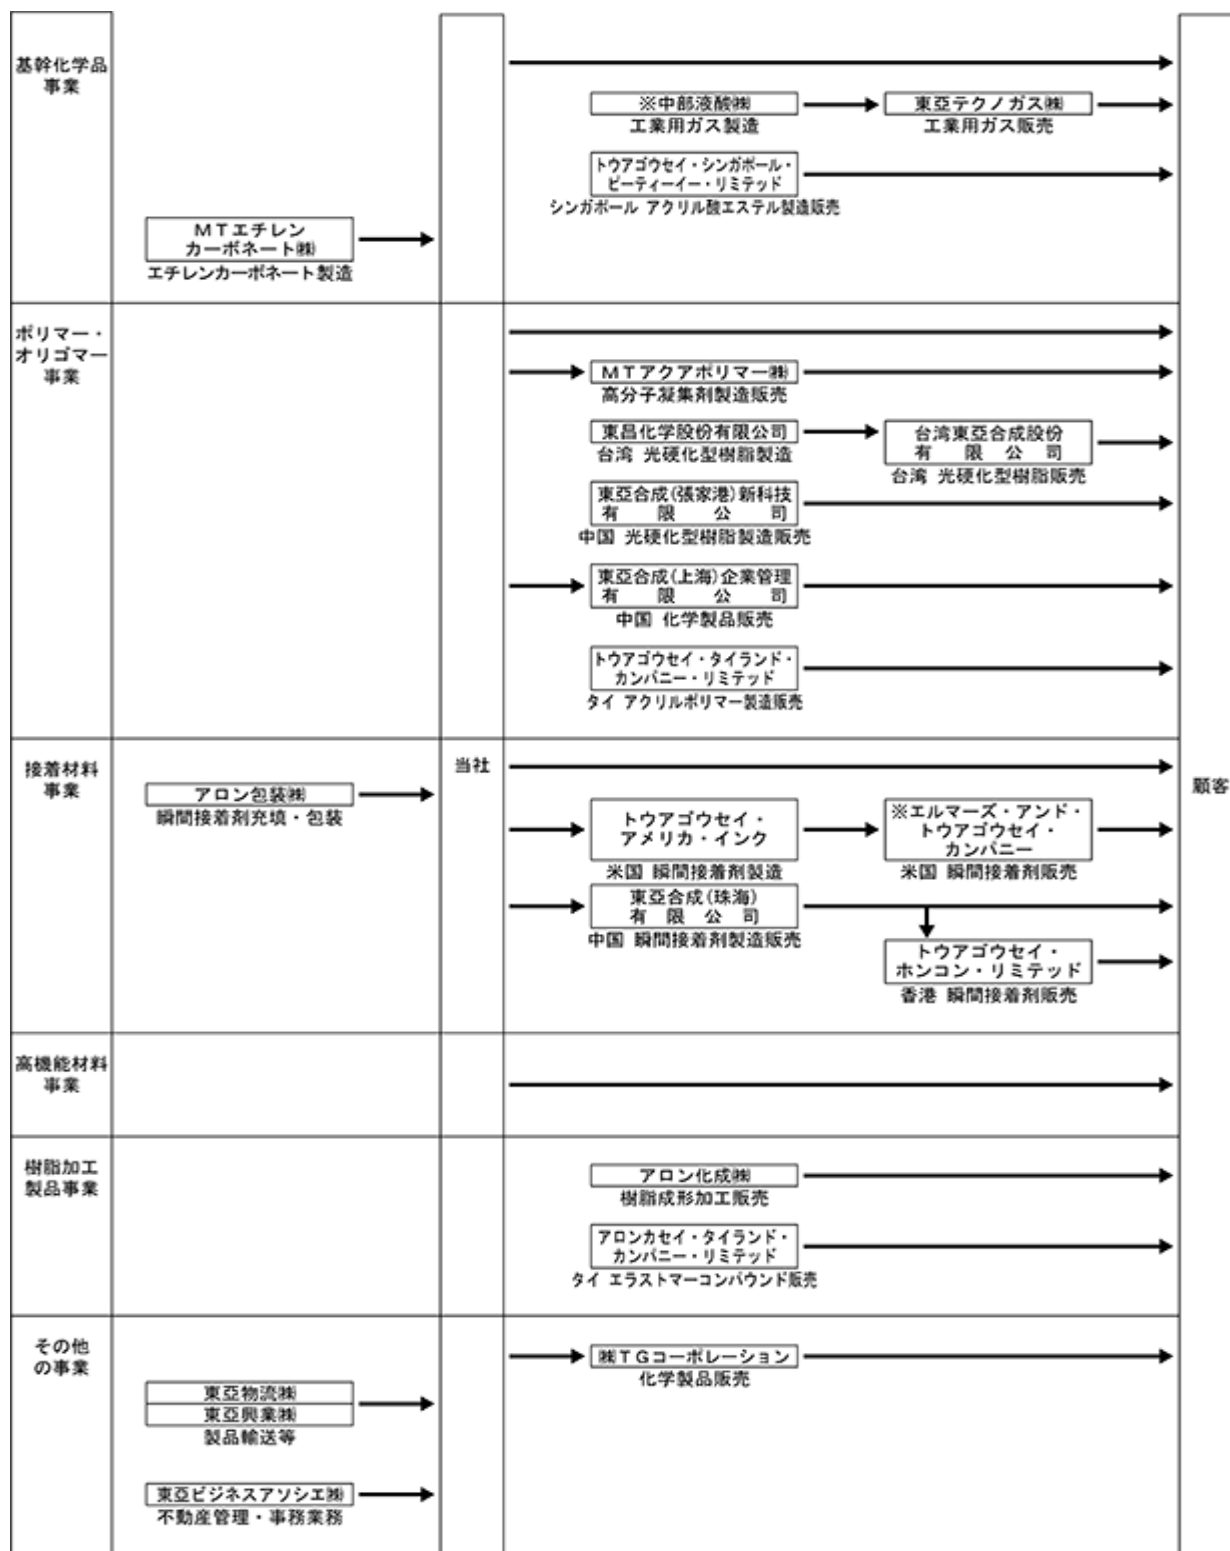 基幹化学品
事業
※中部液酸㈱
工業用ガス製造
東亞テクノガス㈱
工業用ガス販売
トウアゴウセイ・シンガポール・
ピーティーイー・リミテッド
シンガポール アクリル酸エステル製造販売
ＭＴエチレン
カーボネート㈱
エチレンカーボネート製造
ポリマー・
オリゴマー
事業
ＭＴアクアポリマー㈱
高分子凝集剤製造販売
東昌化学股份有限公司
台湾 光硬化型樹脂製造
台湾東亞合成股份
有限公司
台湾 光硬化型樹脂販売
東亞合成(張家港)新科技
有限公司
中国 光硬化型樹脂製造販売
東亞合成(上海)企業管理
有限公司
中国 化学製品販売
トウアゴウセイ・タイランド・
カンパニー・リミテッド
タイ アクリルポリマー製造販売
接着材料
事業
アロン包装㈱
瞬間接着剤充填・包装
当社
顧客
トウアゴウセイ・
アメリカ・インク
米国 瞬間接着剤製造
※エルマーズ・アンド・
トウアゴウセイ・
カンパニー
米国 瞬間接着剤販売
東亞合成(珠海)
有限公司
中国 瞬間接着剤製造販売
トウアゴウセイ・
ホンコン・リミテッド
香港 瞬間接着剤販売
高機能材料
事業
樹脂加工
製品事業
アロン化成㈱
樹脂成形加工販売
アロンカセイ・タイランド・
カンパニー・リミテッド
タイ エラストマーコンパウンド販売
その他
の事業
㈱ＴＧコーポレーション
化学製品販売
東亞物流㈱
東亞興業㈱
製品輸送等
東亞ビジネスアソシエ㈱
不動産管理・事務業務